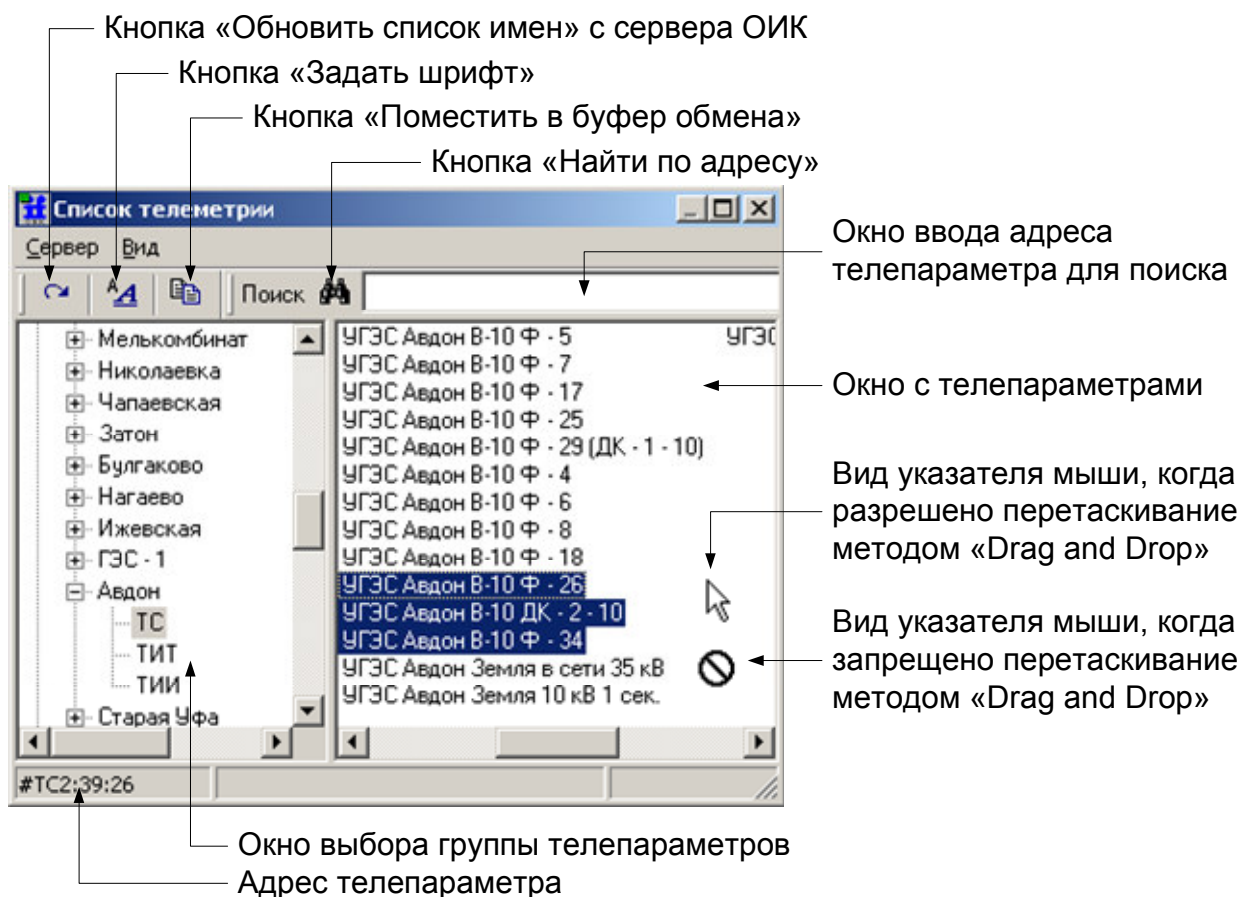 Кнопка «Обновить список имен» с сервера ОИК
Кнопка «Задать шрифт»
Кнопка «Поместить в буфер обмена»
Кнопка «Найти по адресу»
Список телеметрии
Сервер Вид
Поиск
Окно ввода адреса
телепараметра для поиска
Мелькомбинат
Николаевка
Чапаевская
Затон
Булгаково
Нагаево
Ижевская
ГЭС - 1
Авдон
ТС
ТИТ
ТИИ
Старая Уфа
УГЭС Авдон В-10 Ф - 5 УГЭС
УГЭС Авдон В-10 Ф - 7
УГЭС Авдон В-10 Ф - 17
УГЭС Авдон В-10 Ф - 25
УГЭС Авдон В-10 Ф - 29 (ДК - 1 - 10)
УГЭС Авдон В-10 Ф - 4
УГЭС Авдон В-10 Ф - 6
УГЭС Авдон В-10 Ф - 8
УГЭС Авдон В-10 Ф - 18
УГЭС Авдон В-10 Ф - 26
УГЭС Авдон В-10 ДК - 2 - 10
УГЭС Авдон В-10 Ф - 34
УГЭС Авдон Земля в сети 35 кВ
УГЭС Авдон Земля 10 кВ 1 сек.
Окно с телепараметрами
Вид указателя мыши, когда
разрешено перетаскивание
методом «Drag and Drop»
Вид указателя мыши, когда
запрещено перетаскивание
методом «Drag and Drop»
#ТС2:39:26
Окно выбора группы телепараметров
Адрес телепараметра